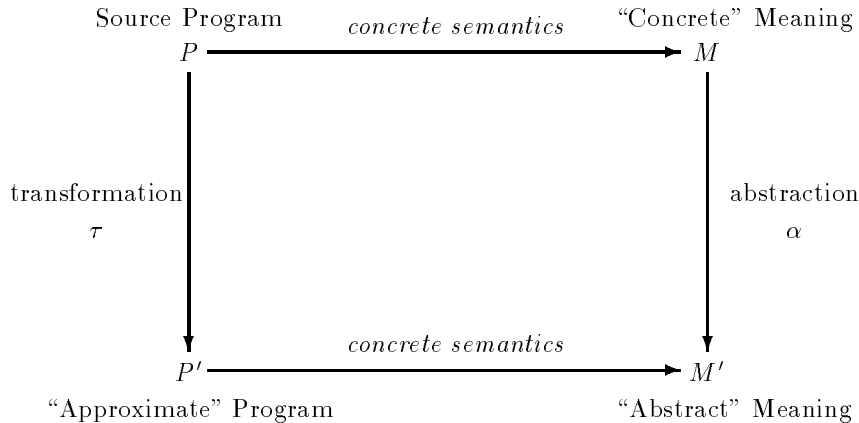 Source Program
concrete semantics
“Concrete” Meaning
P
M
transformation
τ
abstraction
α
concrete semantics
P′
M′
“Approximate” Program
“Abstract” Meaning